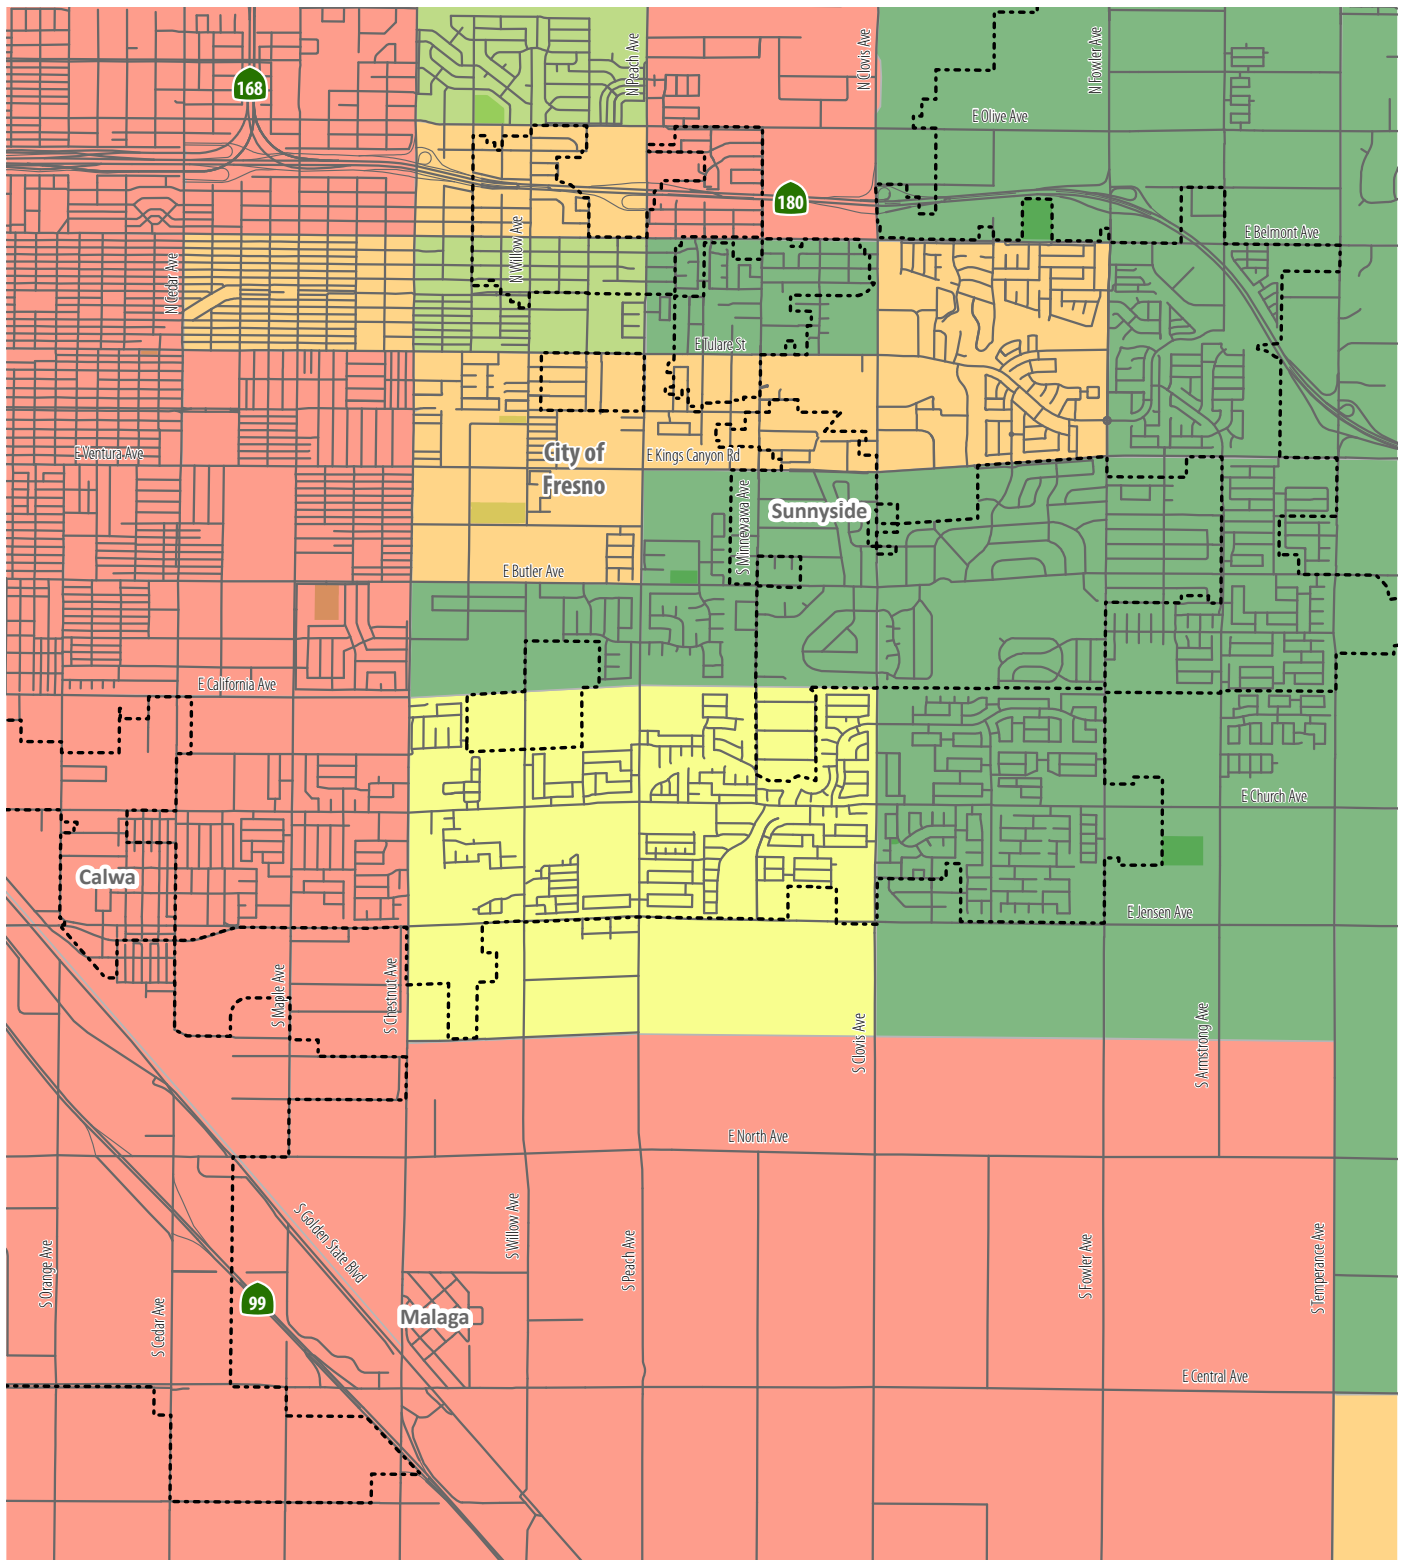 N Peach Ave
N Clovis Ave
N Fowler Ave
168
E Olive Ave
180
N Willow Ave
E Belmont Ave
N Cedar Ave
E Tulare St
E Ventura Ave
City of
Fresno
E Kings Canyon Rd
S Minnewawa Ave
Sunnyside
E Butler Ave
E California Ave
E Church Ave
Calwa
E Jensen Ave
S Maple Ave
S Chestnut Ave
S Clovis Ave
S Armstrong Ave
E North Ave
S Golden State Blvd
S Willow Ave
S Peach Ave
S Fowler Ave
S Temperance Ave
S Orange Ave
S Cedar Ave
99
Malaga
E Central Ave